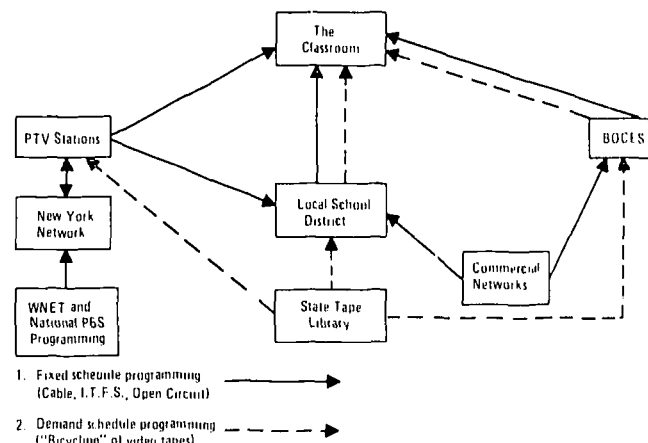 The
Classroom
PTV Stations
BOCES
New York
Network
Local School
District
Commercial
Networks
WNET and
National PBS
Programming
State Tape
Library
1. Fixed schedule programming
(Cable, I.T.F.S., Open Circuit)
2. Demand schedule programming
("Bicycling" of video tapes)